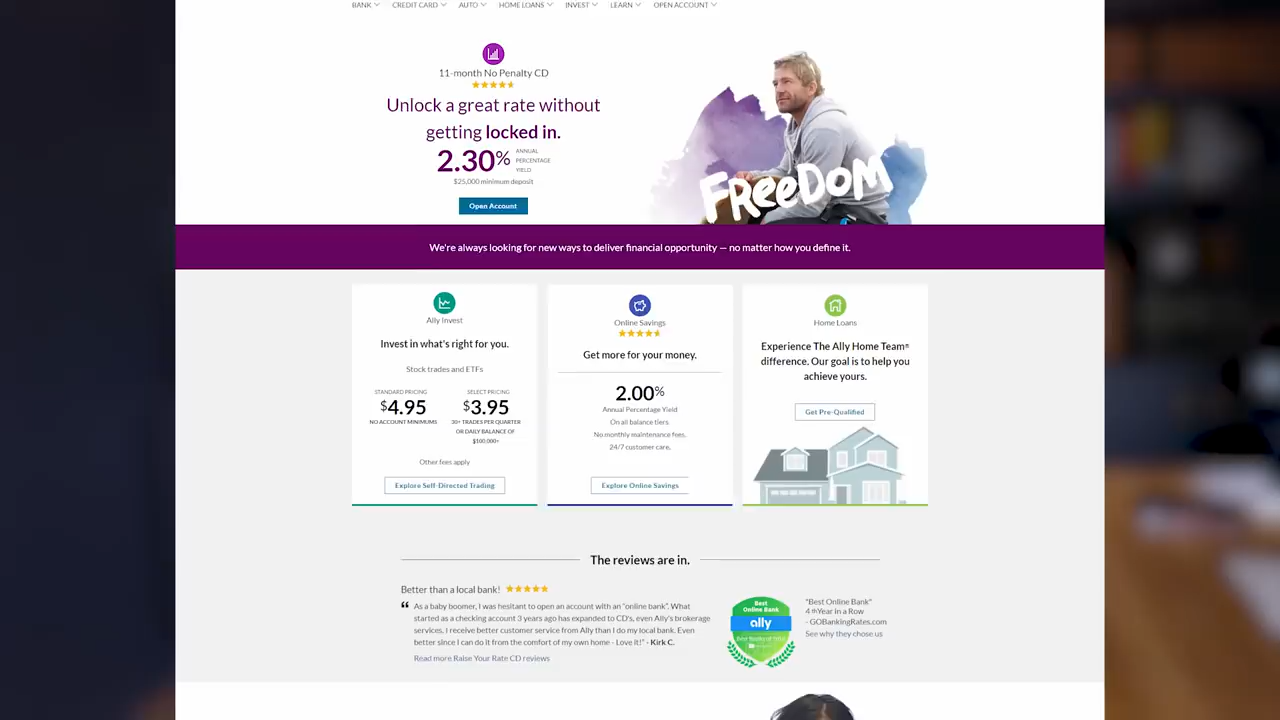 BANK
CREDIT CARD
AUTO
HOME LOANS
INVEST
LEARN
OPEN ACCOUNT
11-month No Penalty CD
Unlock a great rate without
getting locked in.
2.30%
ANNUAL
PERCENTAGE
YIELD
$25,000 minimum deposit
Open Account
FREEDOM
We're always looking for new ways to deliver financial opportunity — no matter how you define it.
Ally Invest
Invest in what's right for you.
Stock trades and ETFs
STANDARD PRICING
$4.95
NO ACCOUNT MINIMUMS
SELECT PRICING
$3.95
30+ TRADES PER QUARTER
OR DAILY BALANCE OF
$100,000+
Other fees apply
Explore Self-Directed Trading
Online Savings
Get more for your money.
2.00%
Annual Percentage Yield
On all balance tiers.
No monthly maintenance fees.
24/7 customer care.
Explore Online Savings
Home Loans
Experience The Ally Home Team®
difference. Our goal is to help you
achieve yours.
Get Pre-Qualified
The reviews are in.
Better than a local bank!
“ As a baby boomer, I was hesitant to open an account with an "online bank". What
started as a checking account 3 years ago has expanded to CD's, even Ally's brokerage
services. I receive better customer service from Ally than I do my local bank. Even
better since I can do it from the comfort of my own home - Love it!" - Kirk C.
Read more Raise Your Rate CD reviews
Best
Online Bank
ally
"Best Online Bank"
4th Year in a Row
- GOBankingRates.com
See why they chose us